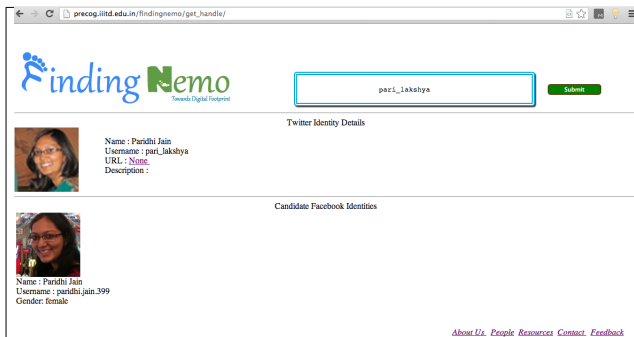 precog.iiitd.edu.in/findingnemo/get_handle/
Finding Nemo
Towards Digital Footprint
pari_lakshya
Submit
Twitter Identity Details
Name : Paridhi Jain
Username : pari_lakshya
URL : None
Description :
Candidate Facebook Identities
Name : Paridhi Jain
Username : paridhi.jain.399
Gender: female
About Us People Resources Contact Feedback